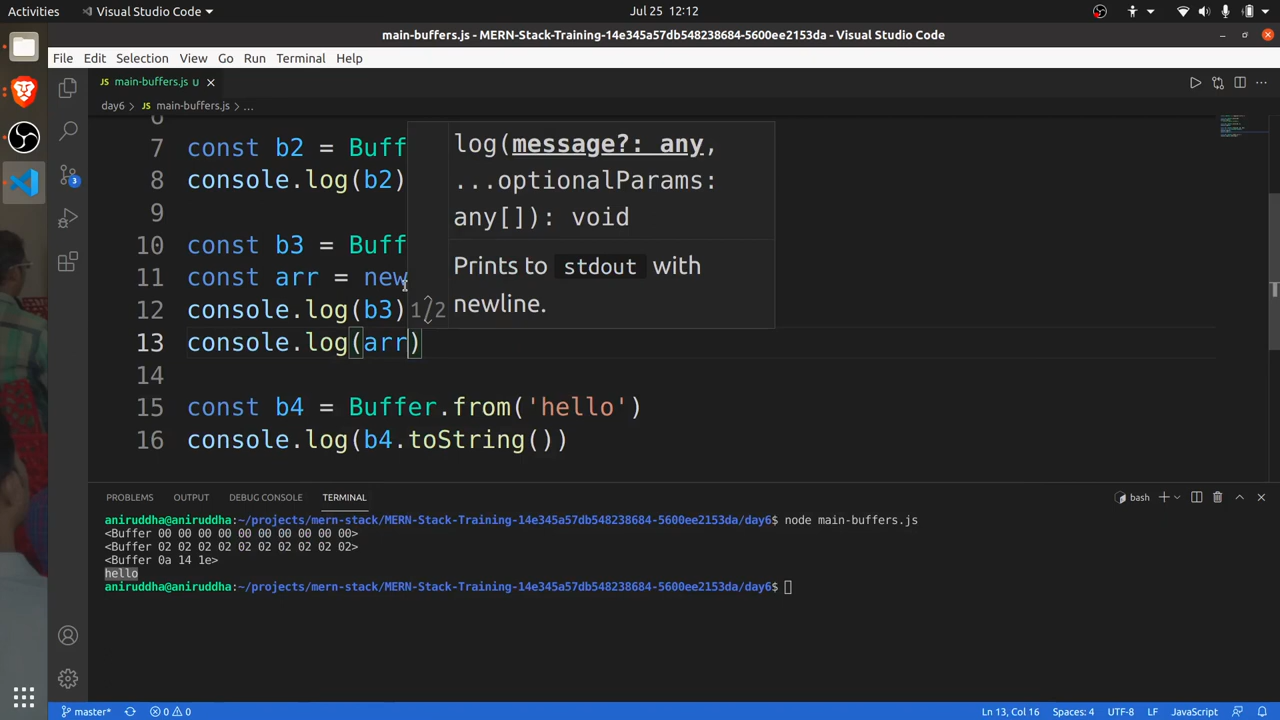 Activities
Visual Studio Code
Jul 25 12:12
main-buffers.js - MERN-Stack-Training-14e345a57db548238684-5600ee2153da - Visual Studio Code
File Edit Selection View Go Run Terminal Help
JS main-buffers.js U
day6 > JS main-buffers.js > ...
6
7 const b2 = Buff
8 console.log(b2)
9
10 const b3 = Buff
11 const arr = new
12 console.log(b3)
13 console.log(arr)
14
15 const b4 = Buffer.from('hello')
16 console.log(b4.toString())
1/2
log(message?: any,
...optionalParams:
any[]): void
Prints to stdout with
newline.
3
PROBLEMS OUTPUT DEBUG CONSOLE TERMINAL
bash
aniruddha@aniruddha:~/projects/mern-stack/MERN-Stack-Training-14e345a57db548238684-5600ee2153da/day6$ node main-buffers.js
<Buffer 00 00 00 00 00 00 00 00 00 00>
<Buffer 02 02 02 02 02 02 02 02 02 02>
<Buffer 0a 14 1e>
hello
aniruddha@aniruddha:~/projects/mern-stack/MERN-Stack-Training-14e345a57db548238684-5600ee2153da/day6$
master* 0 0
Ln 13, Col 16 Spaces: 4 UTF-8 LF JavaScript